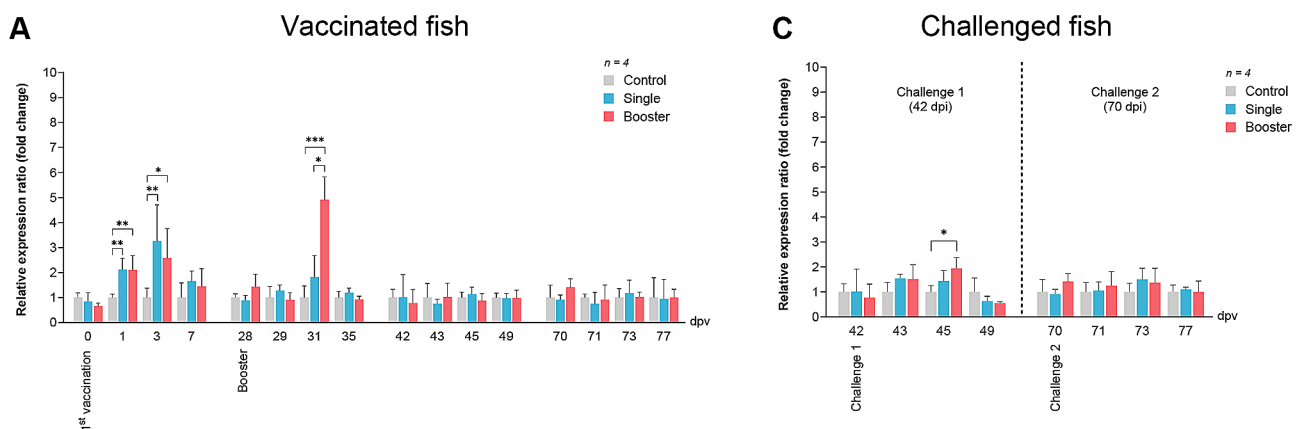 A
Vaccinated fish
Relative expression ratio (fold change)
10
9
8
7
6
5
4
3
2
1
0
n = 4
Control
Single
Booster
**
**
**
*
***
*
0 1 3 7 28 29 31 35 42 43 45 49 70 71 73 77
dpv
1st vaccination
Booster
C
Challenged fish
Relative expression ratio (fold change)
10
9
8
7
6
5
4
3
2
1
0
Challenge 1
(42 dpi)
Challenge 2
(70 dpi)
n = 4
Control
Single
Booster
*
42 43 45 49 70 71 73 77
dpv
Challenge 1
Challenge 2